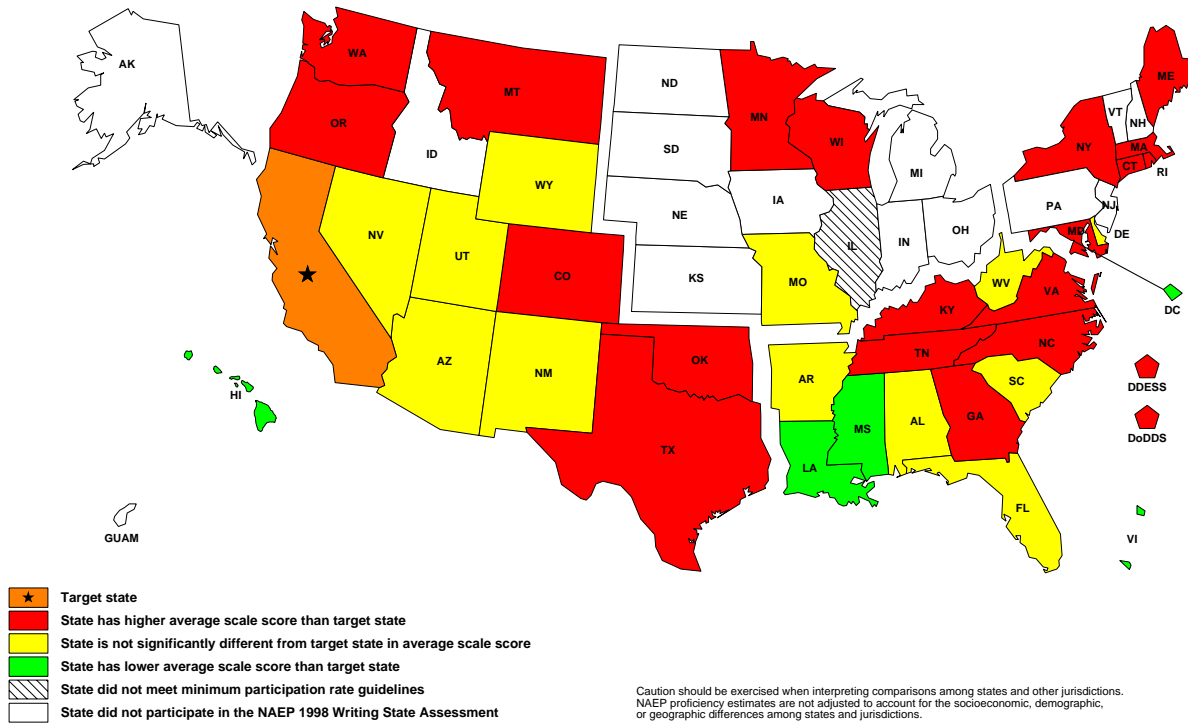 AK
WA
MT
ME
ND
MN
VT
NH
OR
WI
NY
MA
ID
SD
CT
RI
MI
WY
IA
PA
NJ
NE
OH
MD
DE
NV
IN
UT
IL
CO
KS
MO
WV
VA
DC
KY
NC
TN
OK
AZ
NM
AR
SC
DDESS
HI
GA
MS
AL
DoDDS
TX
LA
FL
GUAM
VI
Target state
State has higher average scale score than target state
State is not significantly different from target state in average scale score
State has lower average scale score than target state
State did not meet minimum participation rate guidelines
State did not participate in the NAEP 1998 Writing State Assessment
Caution should be exercised when interpreting comparisons among states and other jurisdictions.
NAEP proficiency estimates are not adjusted to account for the socioeconomic, demographic,
or geographic differences among states and jurisdictions.